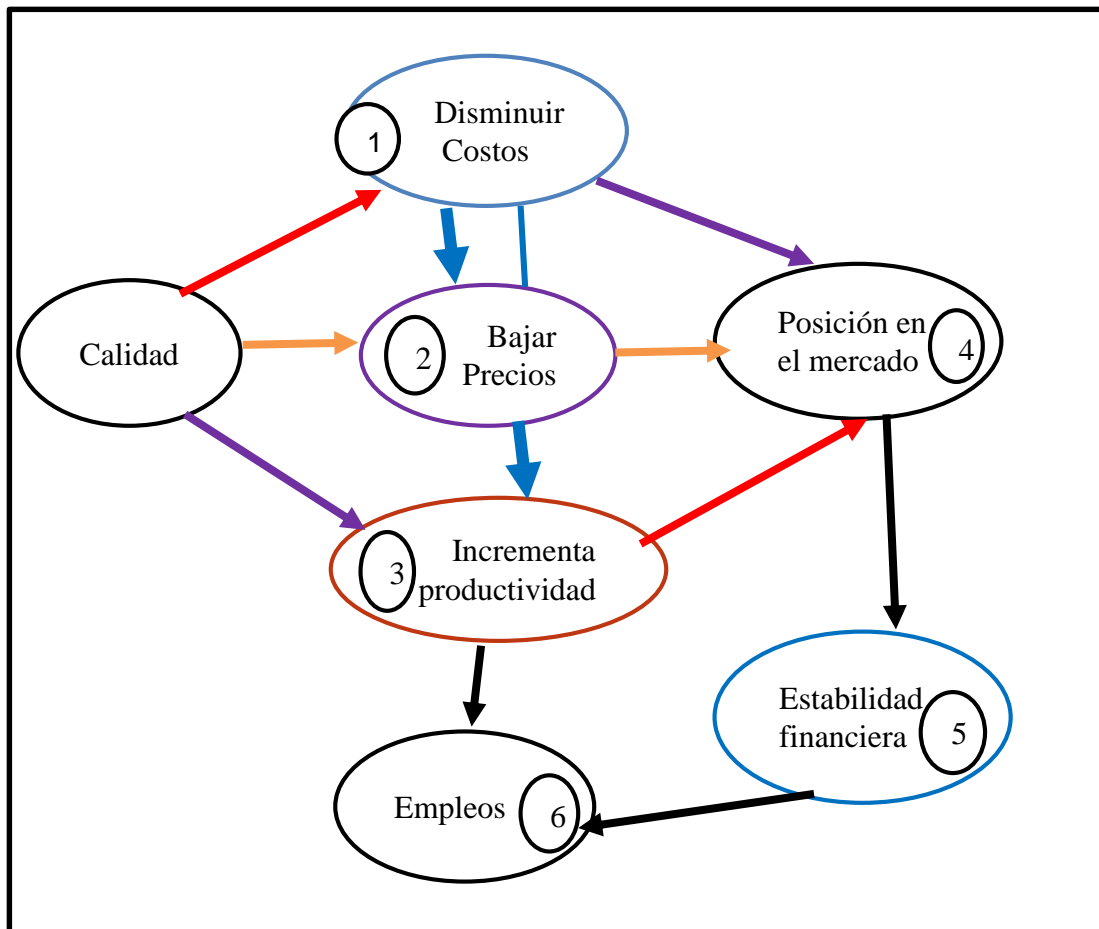 Disminuir
1
Costos
Calidad
2
Bajar
Precios
Posición en
el mercado
4
3
Incrementa
productividad
Estabilidad
financiera
5
Empleos
6